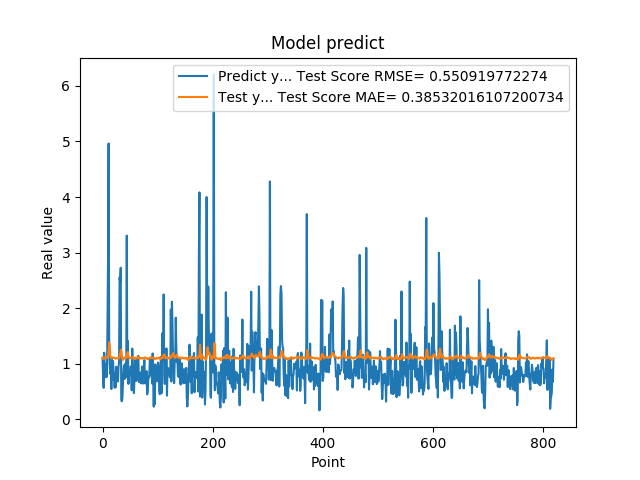 Model predict
Predict y... Test Score RMSE= 0.550919772274
Test y... Test Score MAE= 0.38532016107200734
Real value
6
5
4
3
2
1
0
0 200 400 600 800
Point